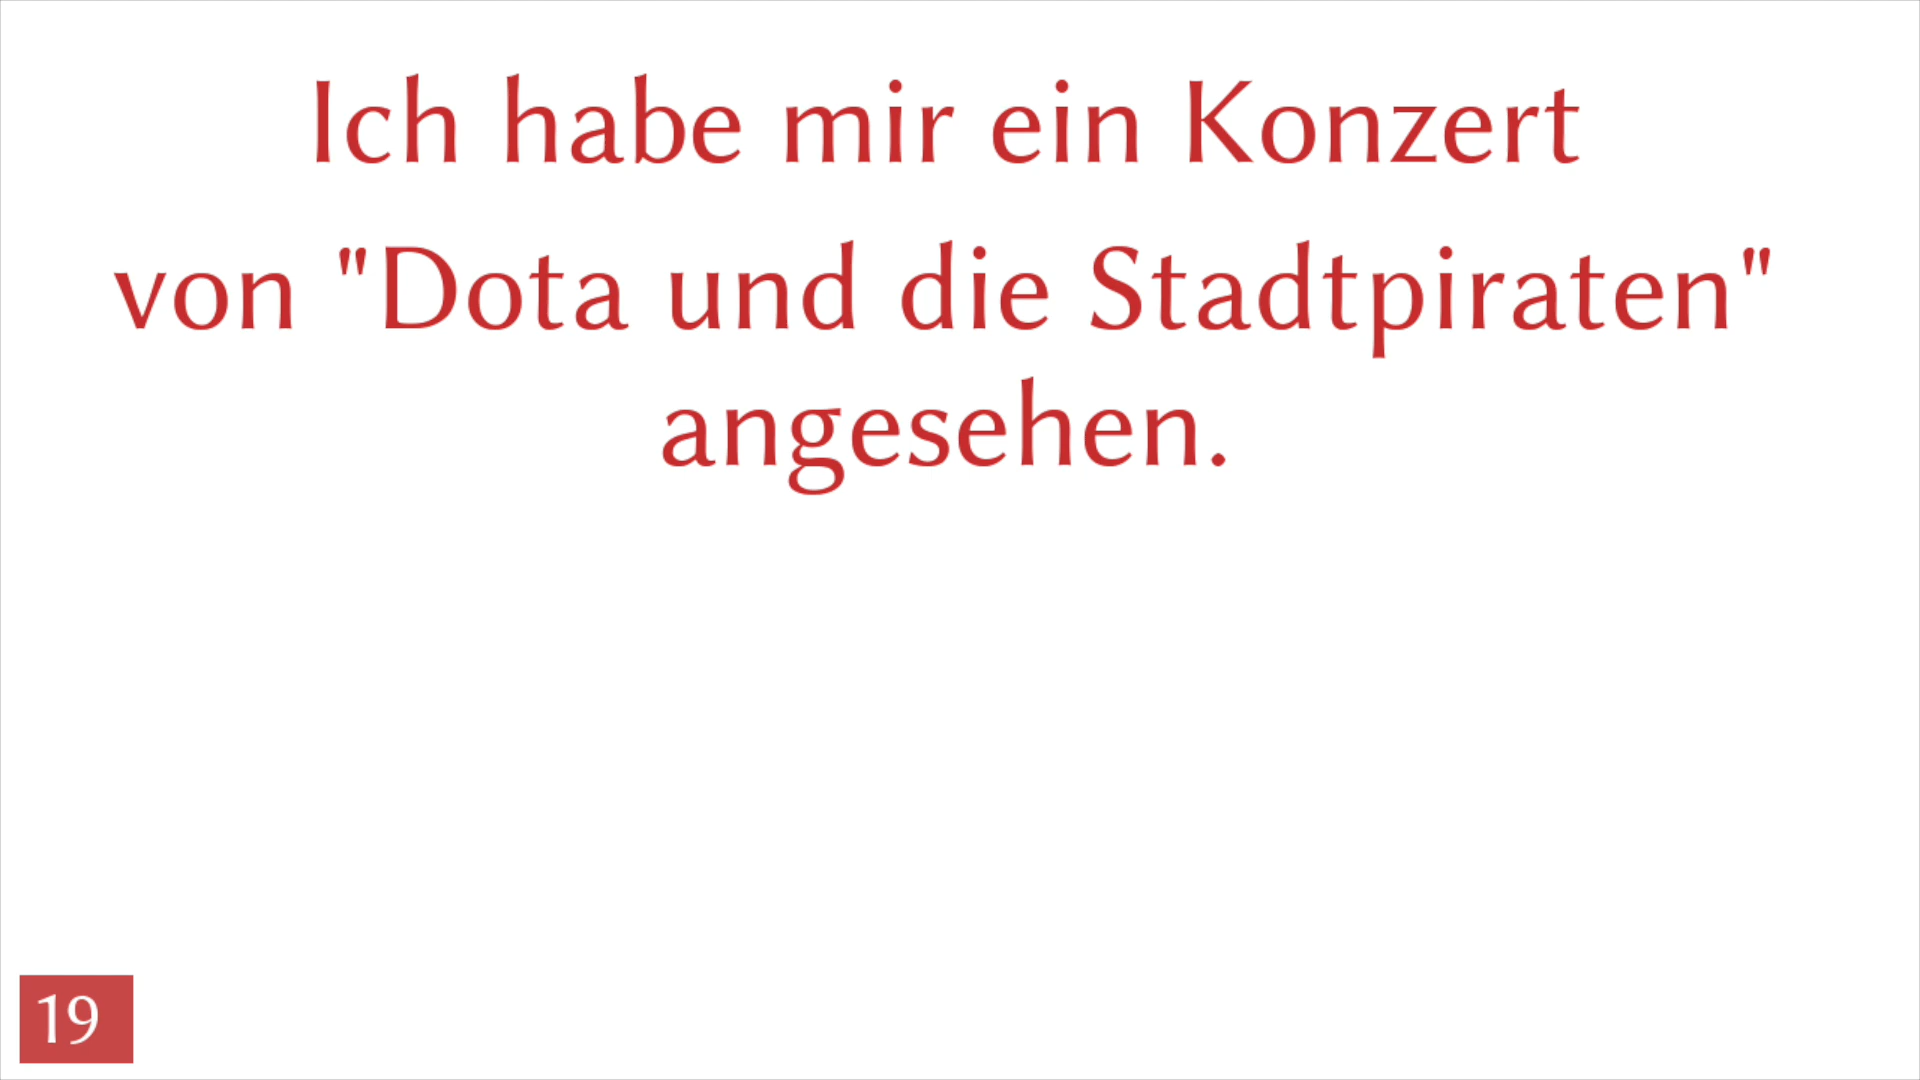 Ich habe mir ein Konzert
von "Dota und die Stadtpiraten"
angesehen.
19